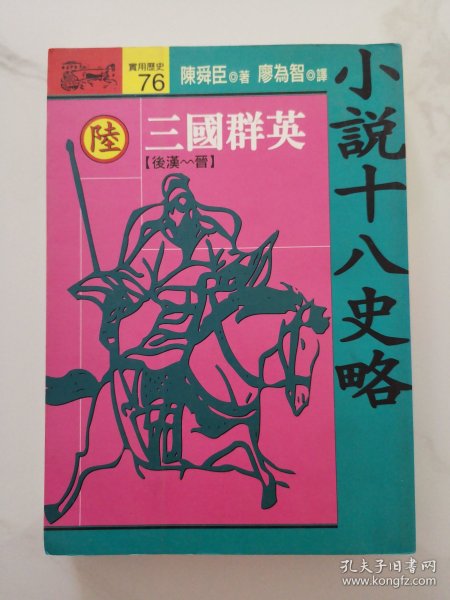 實用歷史
76
陳舜臣◎著 廖為智◎譯
小説十八史略
陸
三國群英
【後漢～晉】
孔夫子旧书网
www.kongfz.com